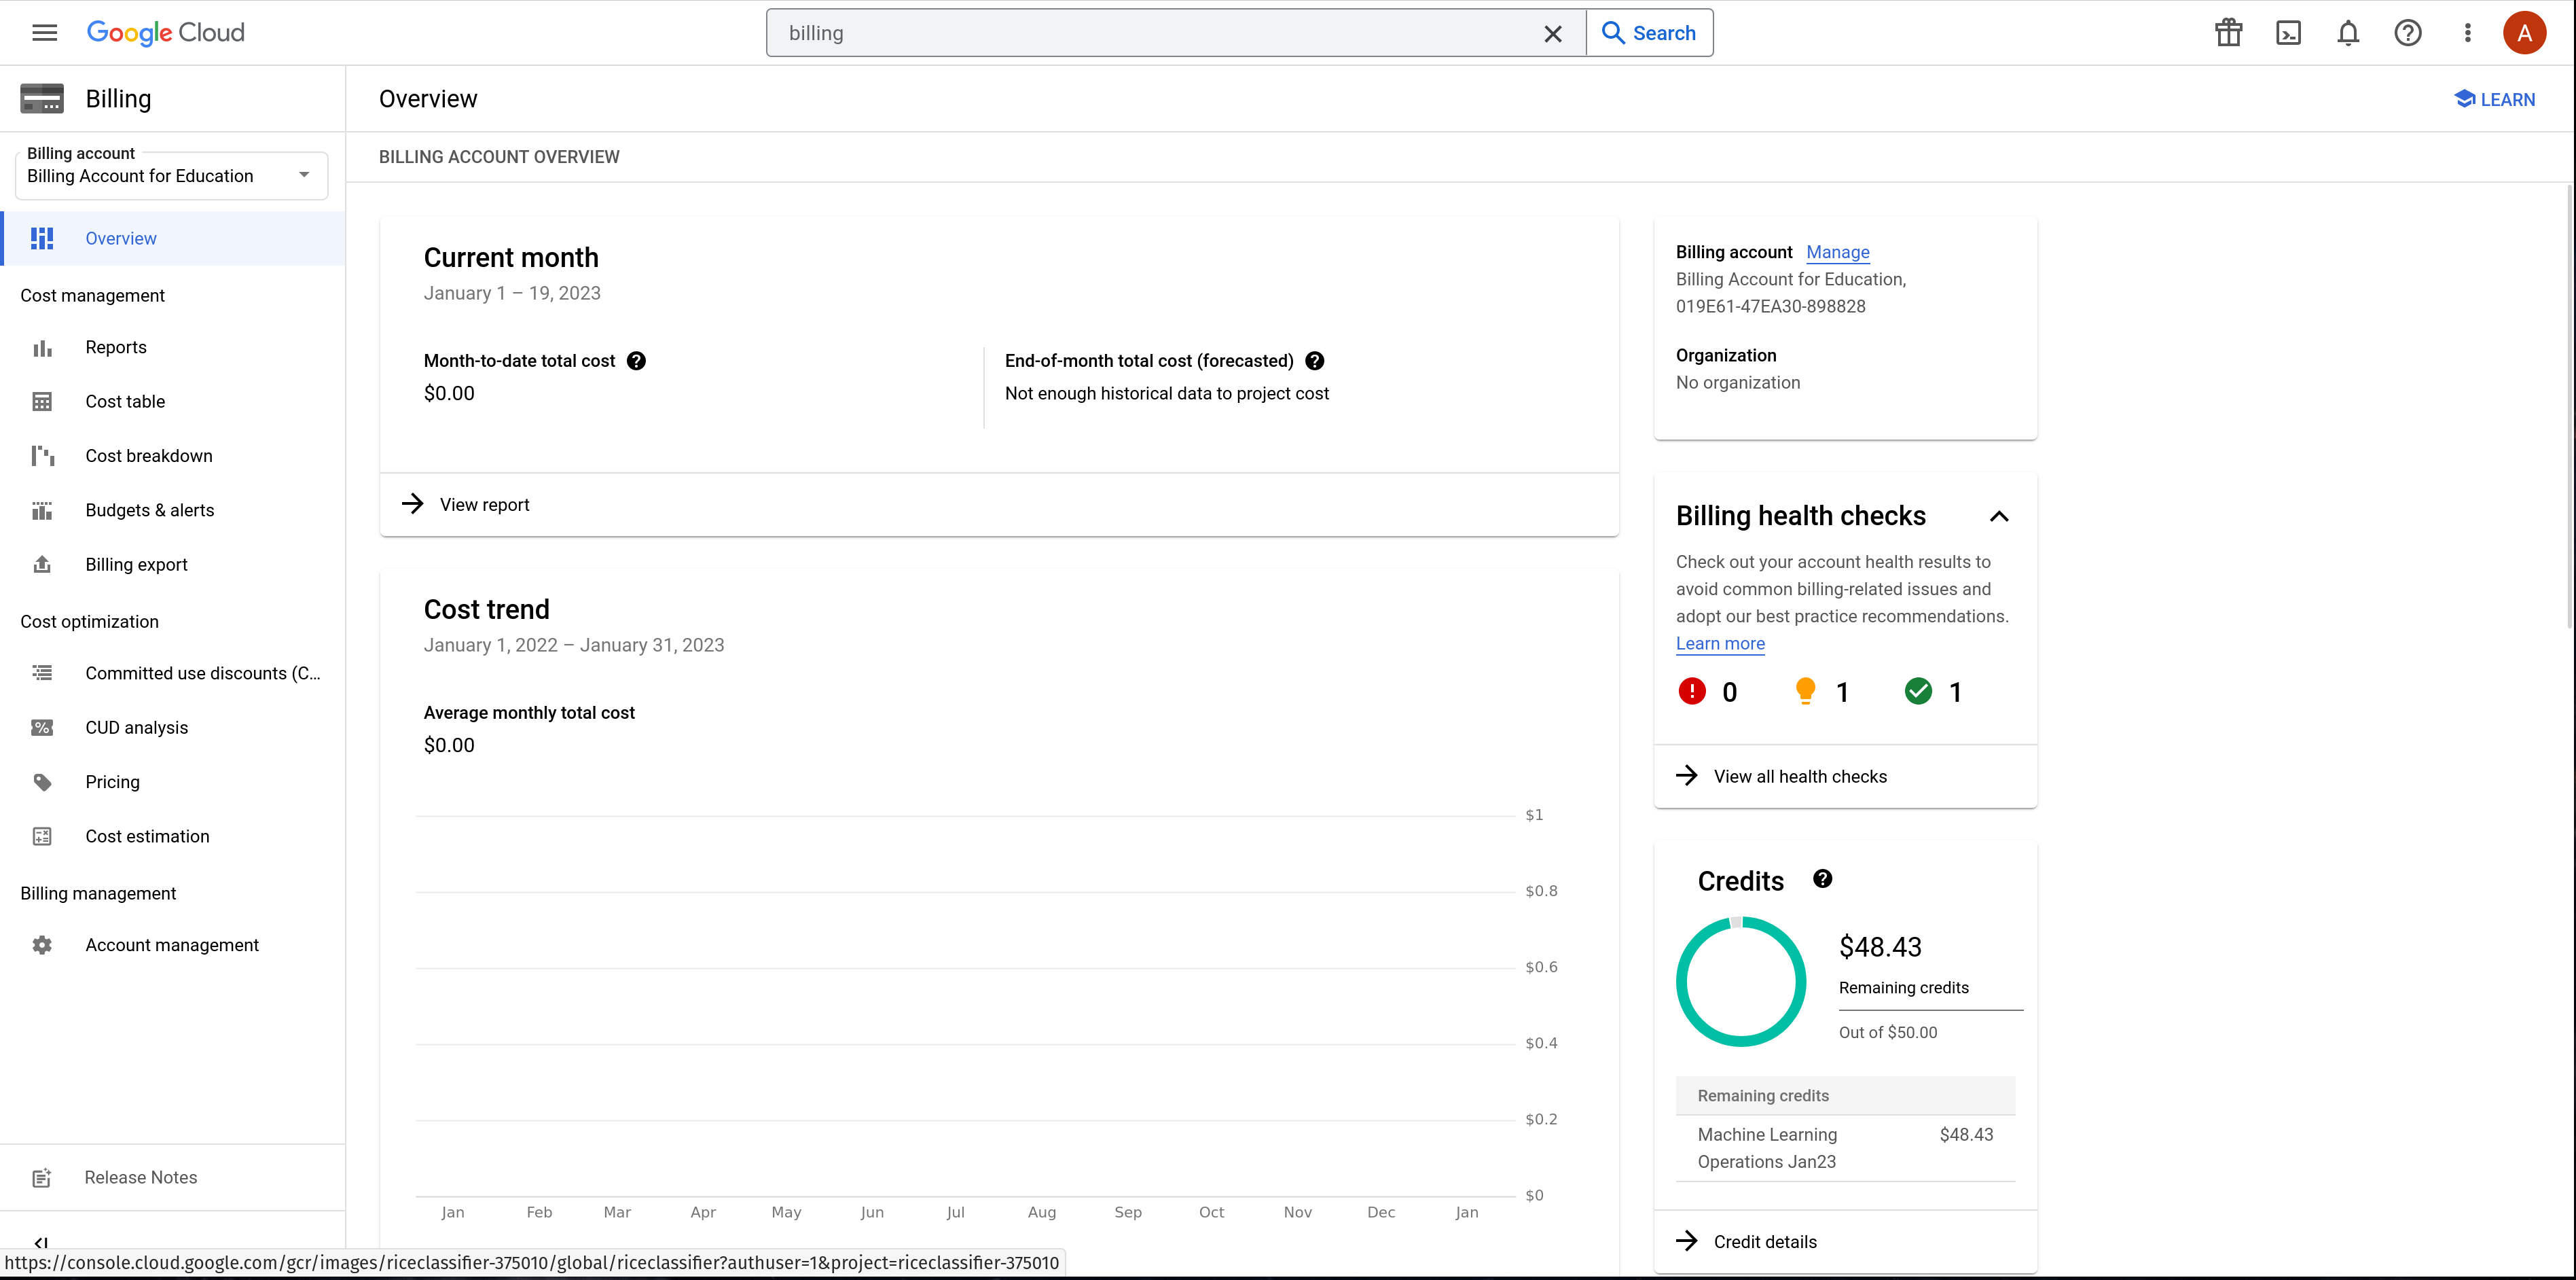 Google Cloud
billing
Search
A
Billing
Overview
LEARN
Billing account
Billing Account for Education
BILLING ACCOUNT OVERVIEW
Overview
Cost management
Reports
Cost table
Cost breakdown
Budgets & alerts
Billing export
Cost optimization
Committed use discounts (C...
CUD analysis
Pricing
Cost estimation
Billing management
Account management
Release Notes
Current month
January 1 – 19, 2023
Month-to-date total cost
$0.00
End-of-month total cost (forecasted)
Not enough historical data to project cost
View report
Cost trend
January 1, 2022 – January 31, 2023
Average monthly total cost
$0.00
$1
$0.8
$0.6
$0.4
$0.2
$0
Jan Feb Mar Apr May Jun Jul Aug Sep Oct Nov Dec Jan
Billing account Manage
Billing Account for Education,
019E61-47EA30-898828
Organization
No organization
Billing health checks
Check out your account health results to
avoid common billing-related issues and
adopt our best practice recommendations.
Learn more
0 1 1
View all health checks
Credits
$48.43
Remaining credits
Out of $50.00
Remaining credits
Machine Learning $48.43
Operations Jan23
Credit details
https://console.cloud.google.com/gcr/images/riceclassifier-375010/global/riceclassifier?authuser=1&project=riceclassifier-375010